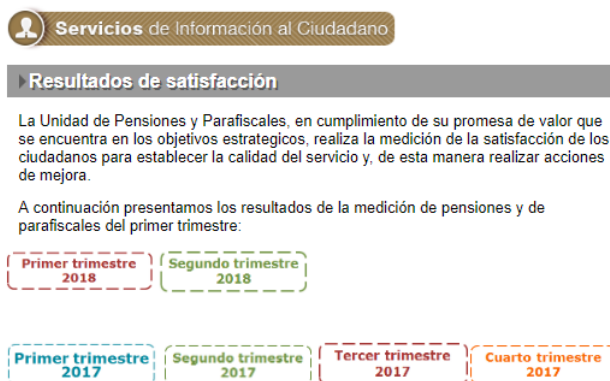 Servicios de Información al Ciudadano
Resultados de satisfacción
La Unidad de Pensiones y Parafiscales, en cumplimiento de su promesa de valor que
se encuentra en los objetivos estrategicos, realiza la medición de la satisfacción de los
ciudadanos para establecer la calidad del servicio y, de esta manera realizar acciones
de mejora.
A continuación presentamos los resultados de la medición de pensiones y de
parafiscales del primer trimestre:
Primer trimestre Segundo trimestre
2018 2018
Primer trimestre Segundo trimestre Tercer trimestre Cuarto trimestre
2017 2017 2017 2017